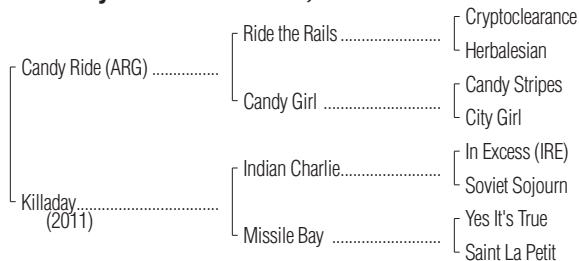 Cryptoclearance
Ride the Rails
Herbalesian
Candy Ride (ARG)
Candy Stripes
Candy Girl
City Girl
In Excess (IRE)
Indian Charlie
Soviet Sojourn
Killaday
(2011)
Yes It's True
Missile Bay
Saint La Petit